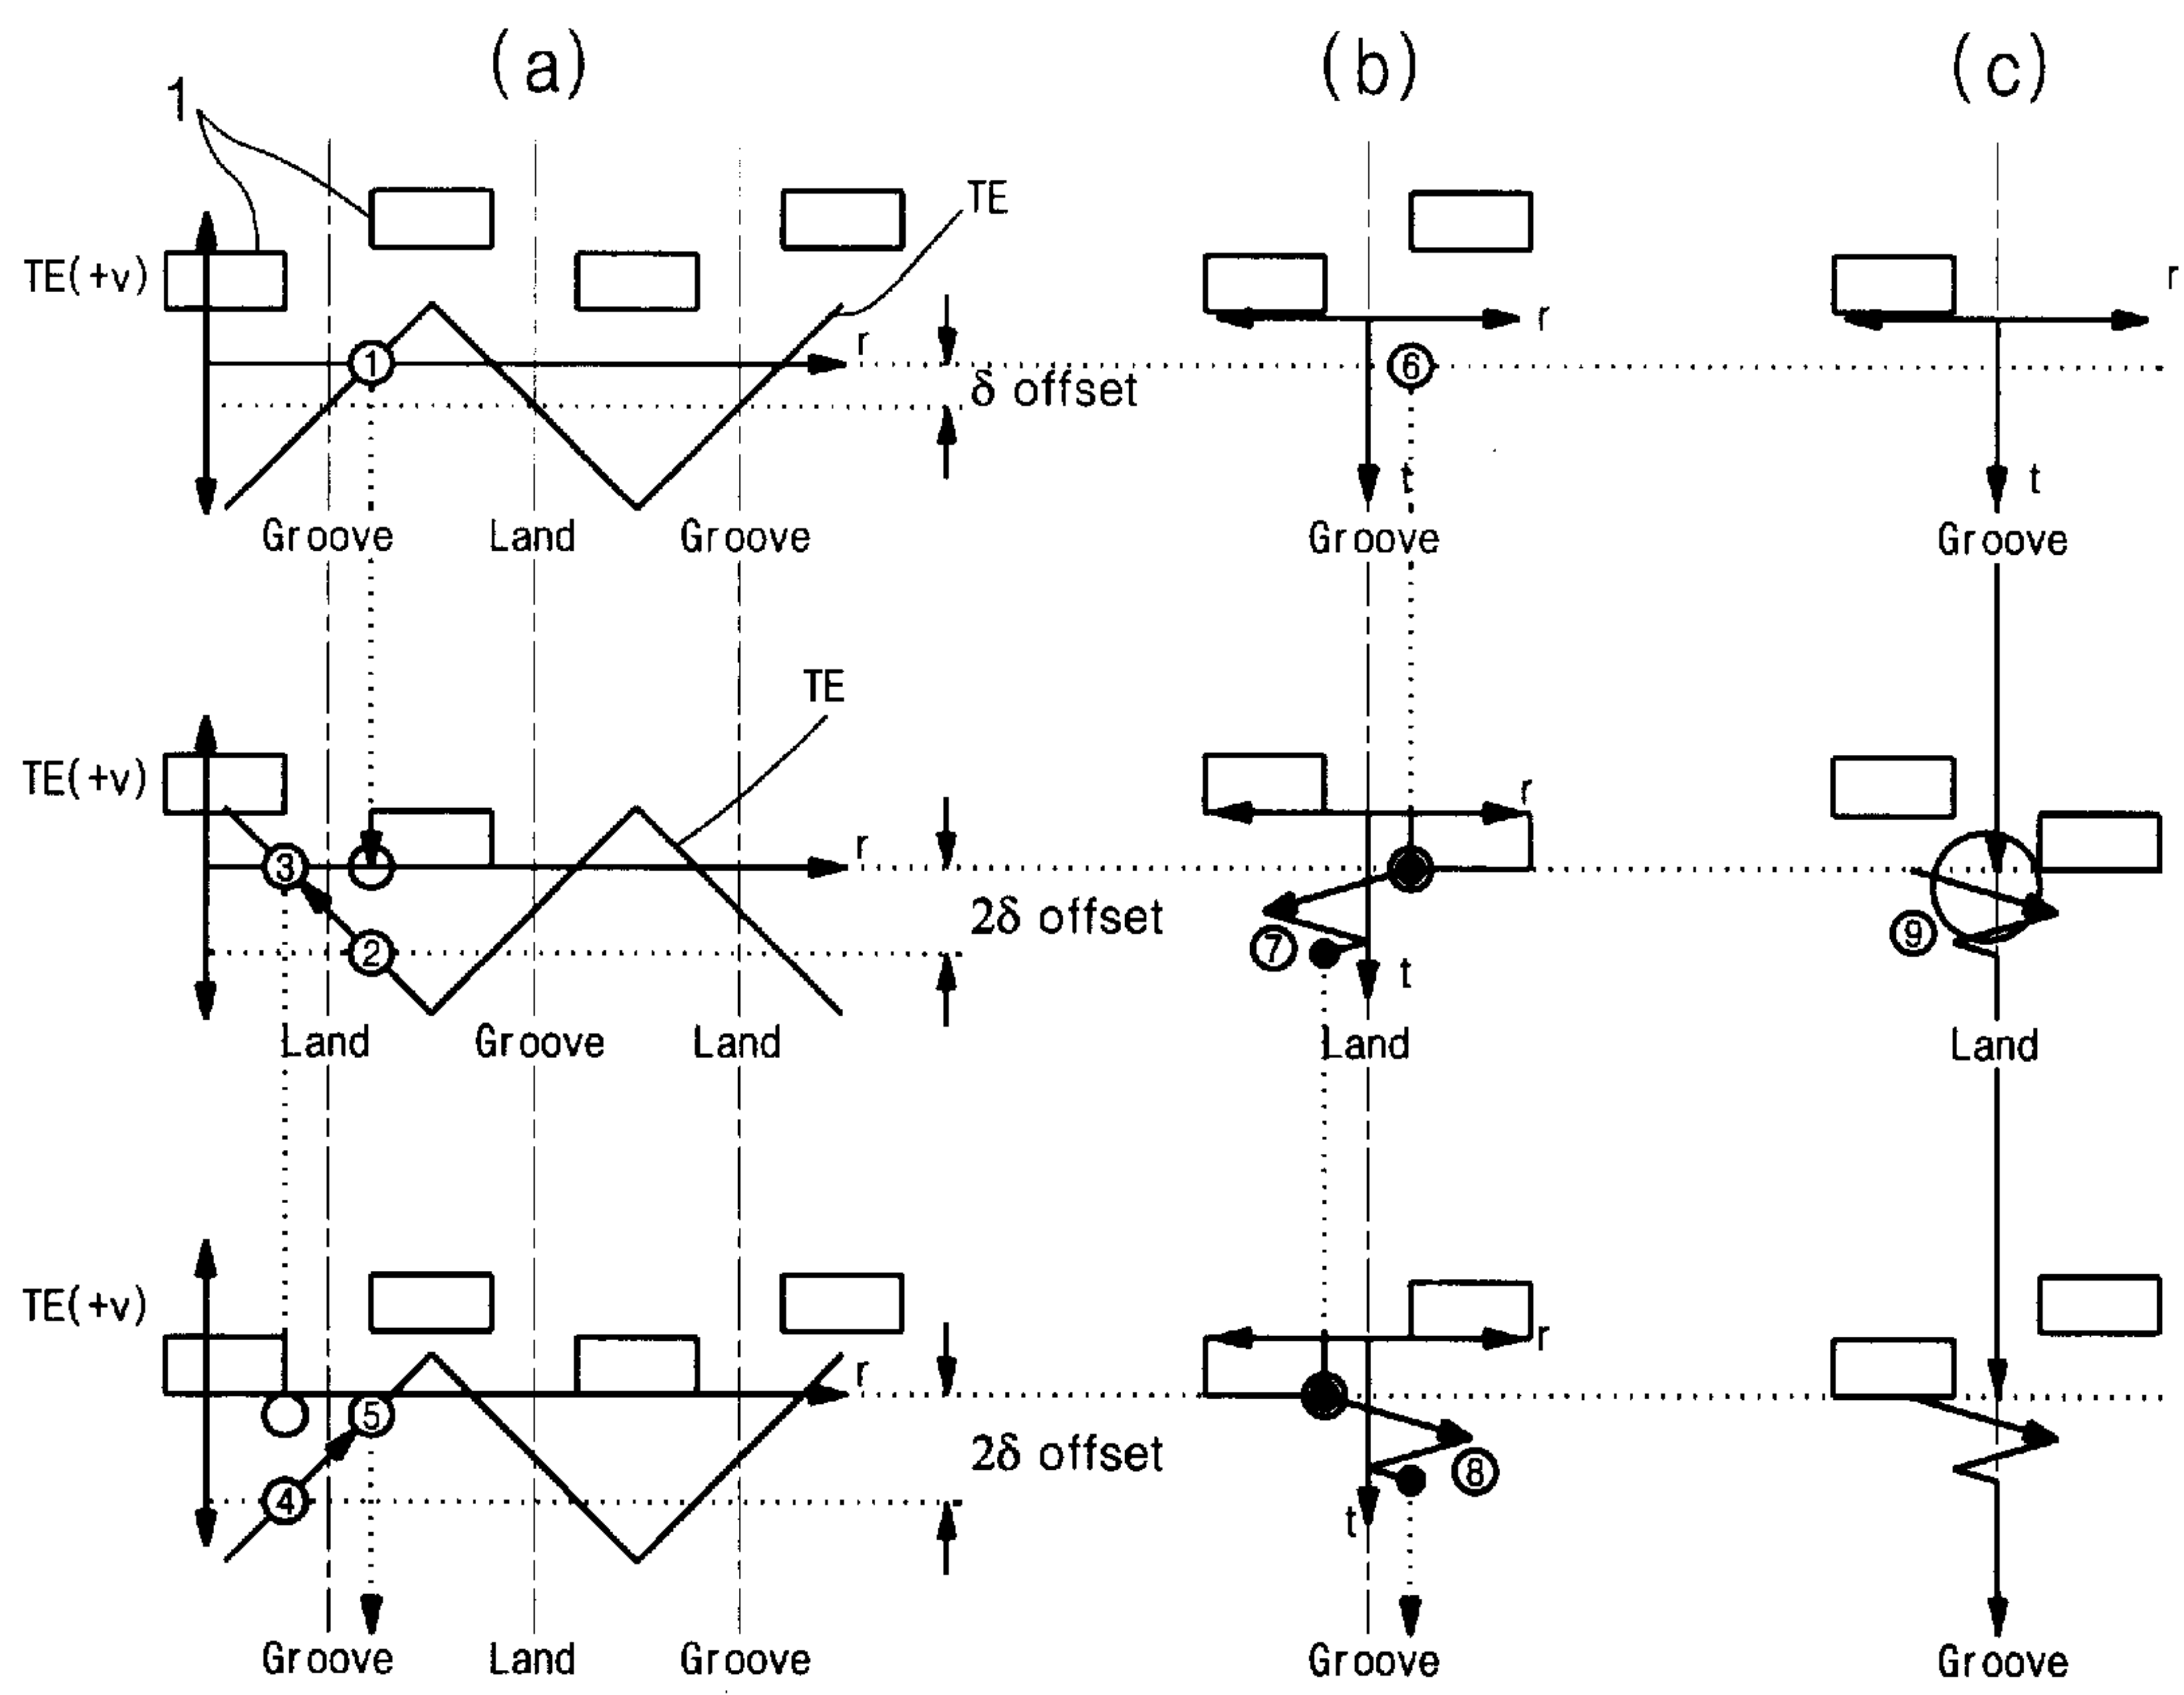 (a) (b) (c)
1
TE
TE(+v)
r
r
r
①
⑥
δ offset
t
t
Groove Land Groove
Groove
Groove
TE
TE(+v)
r
r
③
2δ offset
②
⑦
⑨
t
Land Groove Land
Land
Land
TE(+v)
r
r
⑤
2δ offset
④
⑧
t
Groove Land Groove
Groove
Groove